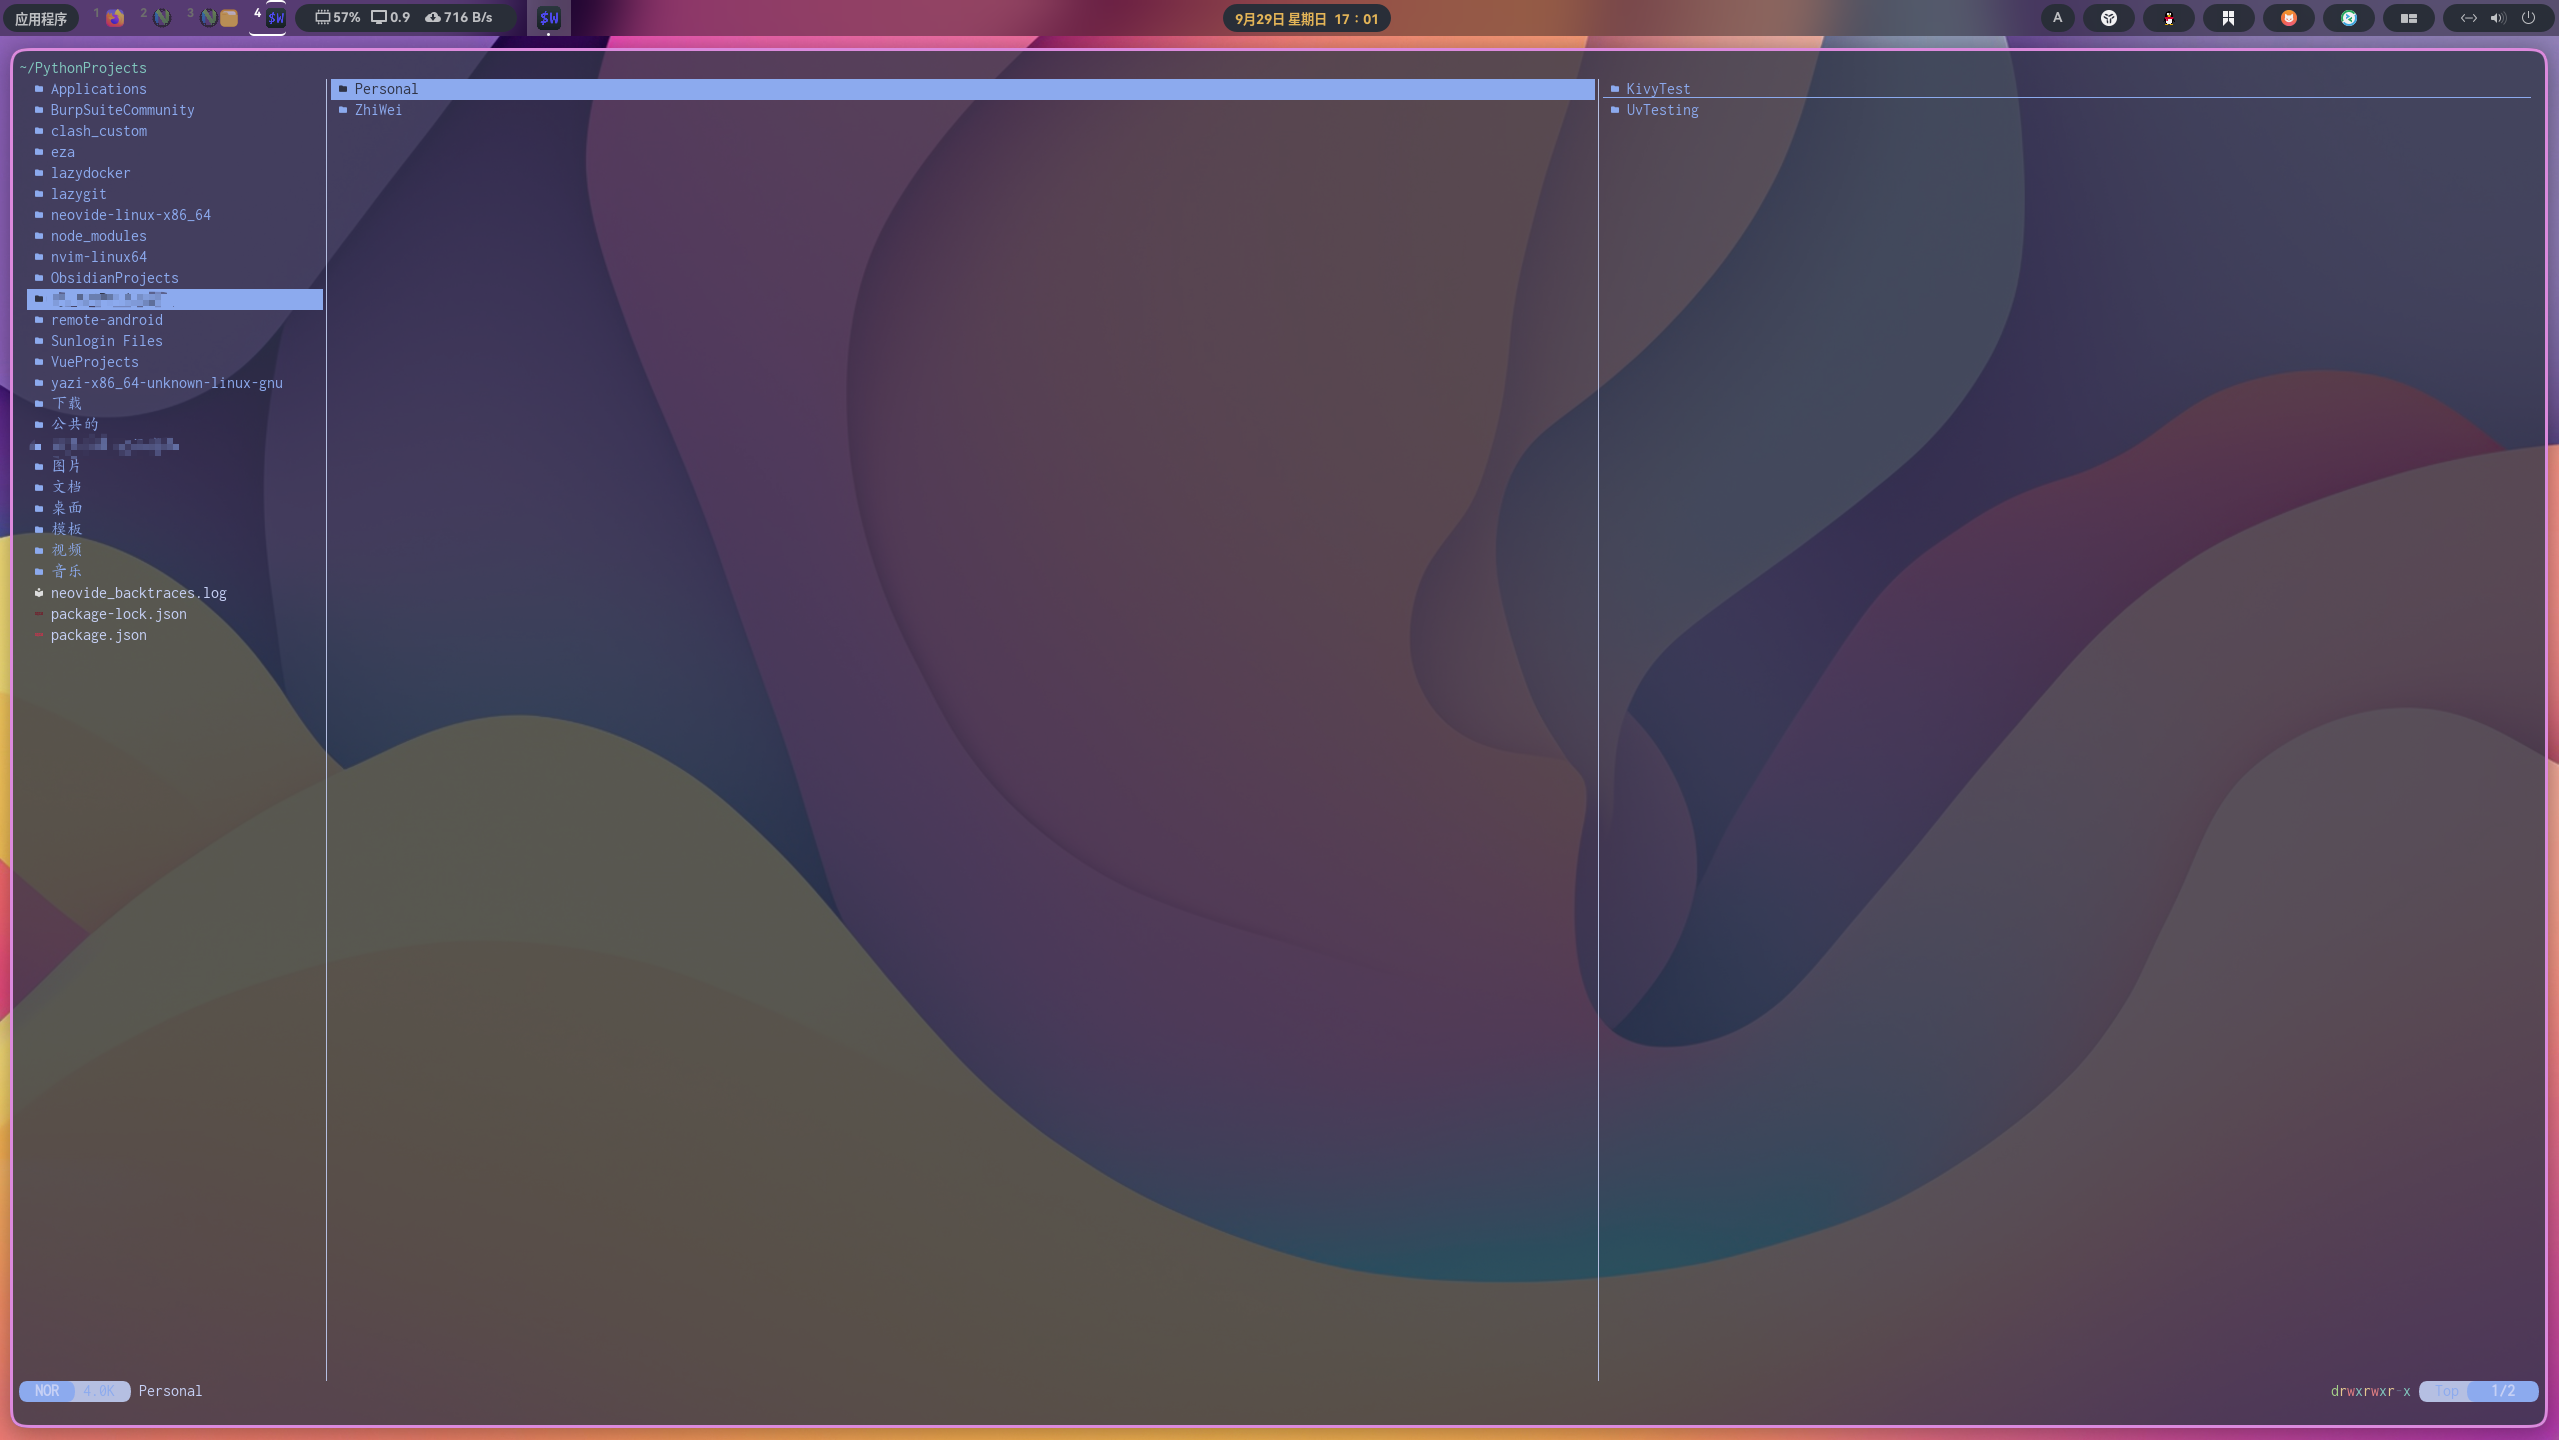 应用程序 1 2 3 4 $W 57% 0.9 716 B/s $W 9月29日 星期日 17：01 A
~/PythonProjects
Applications
BurpSuiteCommunity
clash_custom
eza
lazydocker
lazygit
neovide-linux-x86_64
node_modules
nvim-linux64
ObsidianProjects
remote-android
Sunlogin Files
VueProjects
yazi-x86_64-unknown-linux-gnu
下载
公共的
图片
文档
桌面
模板
视频
音乐
neovide_backtraces.log
package-lock.json
package.json
Personal
ZhiWei
KivyTest
UvTesting
NOR 4.0K Personal drwxrwxr-x Top 1/2